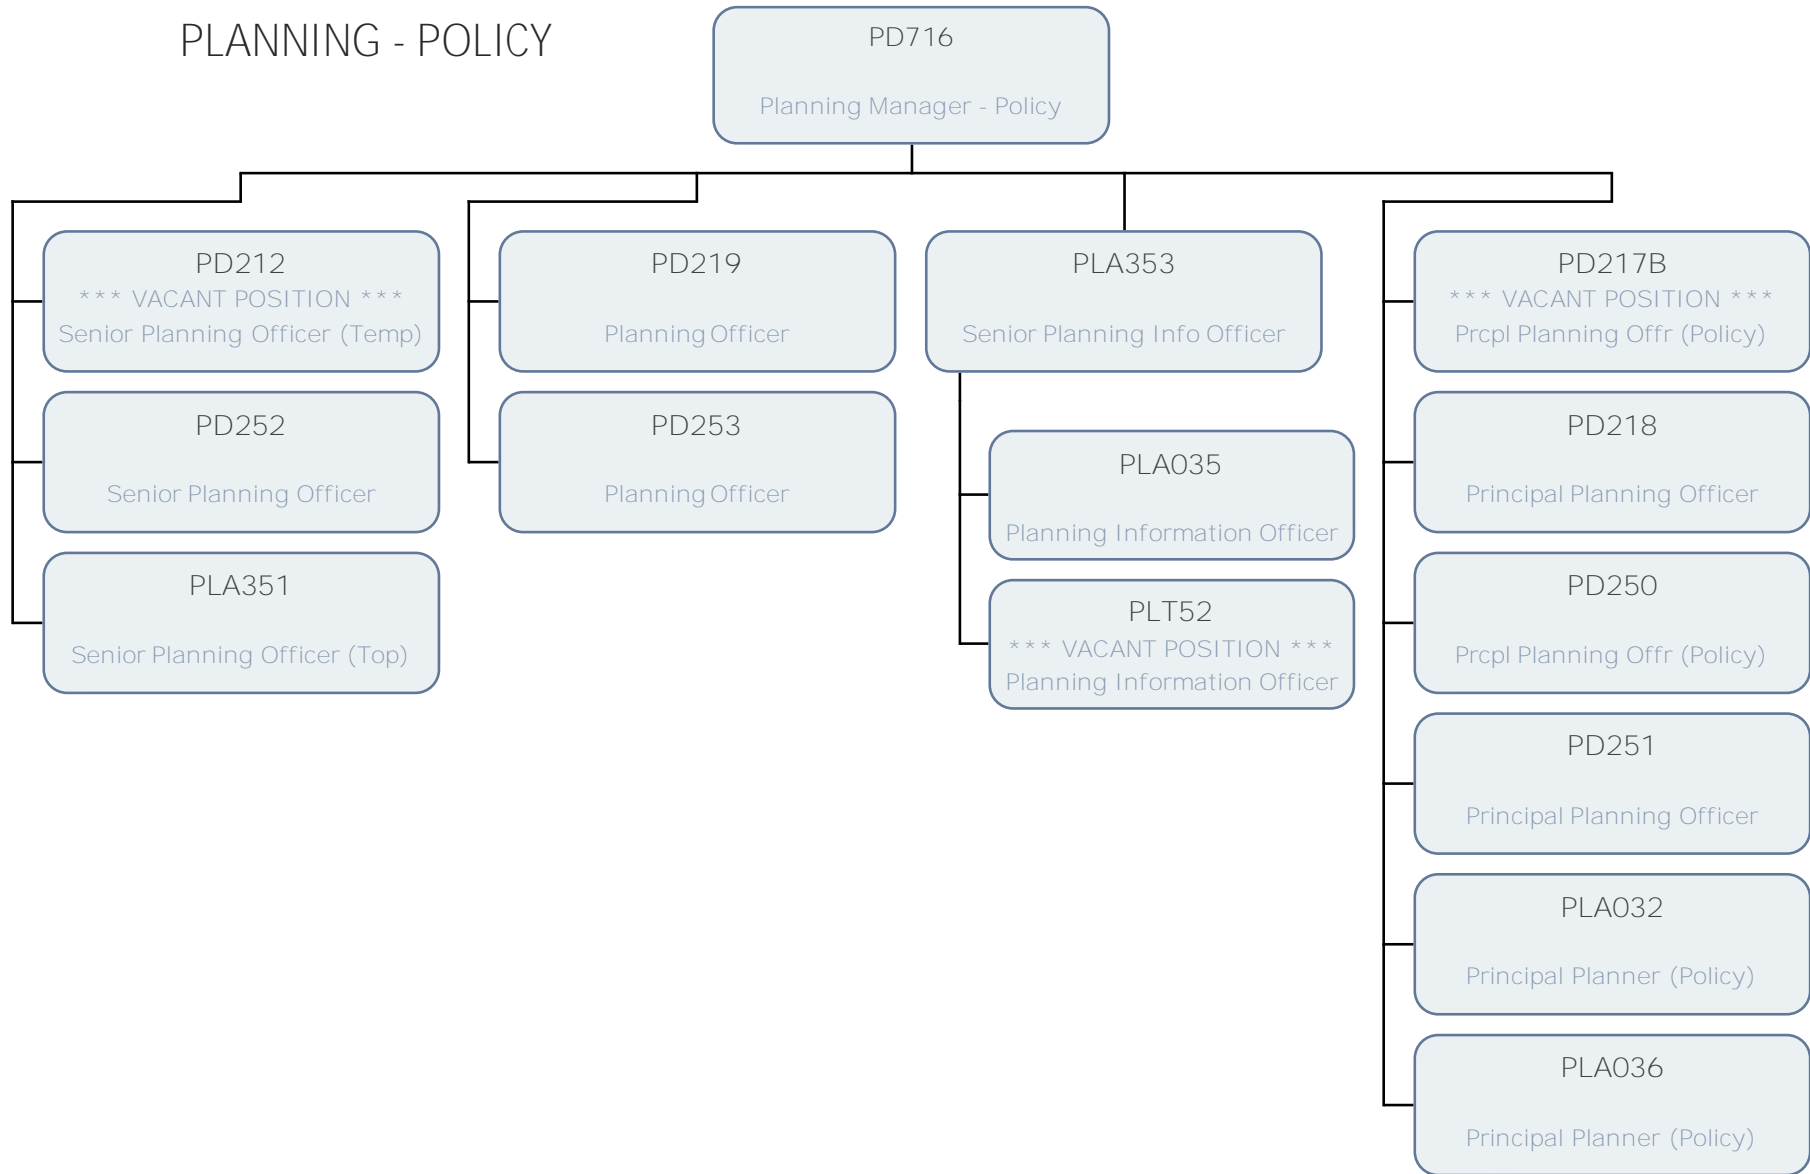 PLANNING - POLICY
PD716
Planning Manager - Policy
PD212
*** VACANT POSITION ***
Senior Planning Officer (Temp)
PD252
Senior Planning Officer
PLA351
Senior Planning Officer (Top)
PD219
Planning Officer
PD253
Planning Officer
PLA353
Senior Planning Info Officer
PLA035
Planning Information Officer
PLT52
*** VACANT POSITION ***
Planning Information Officer
PD217B
*** VACANT POSITION ***
Prcpl Planning Offr (Policy)
PD218
Principal Planning Officer
PD250
Prcpl Planning Offr (Policy)
PD251
Principal Planning Officer
PLA032
Principal Planner (Policy)
PLA036
Principal Planner (Policy)